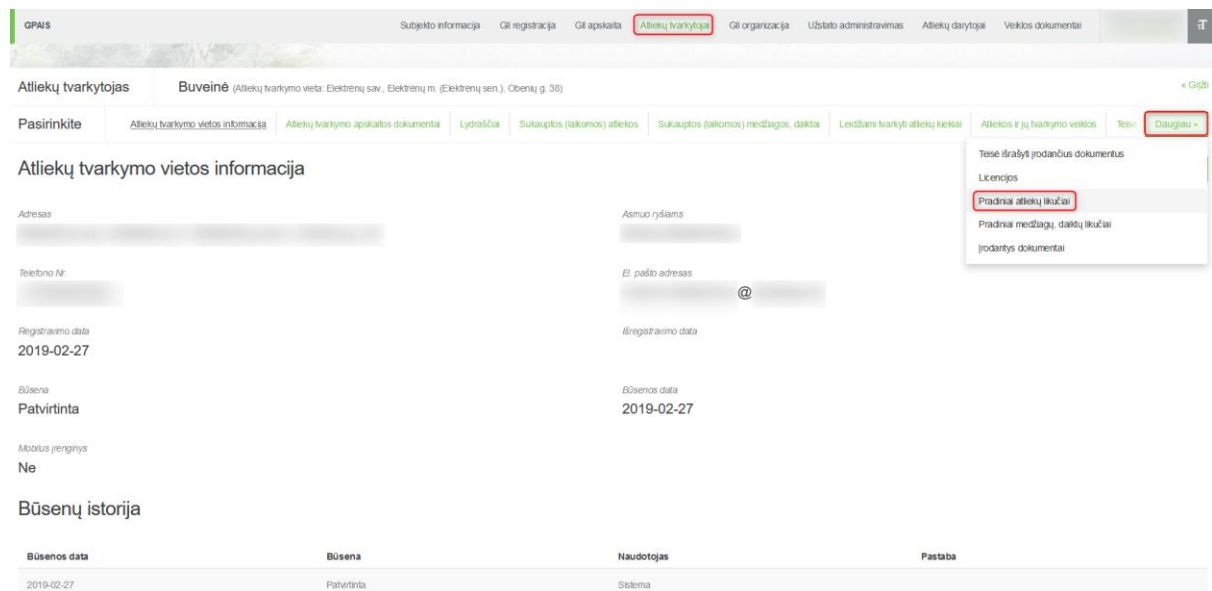 GPAIS Subjekto informacija GII registracija GII apskaita Atliekų tvarkytojai GII organizacija Užstato administravimas Atliekų darytojai Veiklos dokumentai
Atliekų tvarkytojas Buveinė (Atliekų tvarkymo vieta: Elektrėnų sav., Elektrėnų m. (Elektrėnų sen.), Obenių g. 38) « Grįžti
Pasirinkite Atliekų tvarkymo vietos informacija Atliekų tvarkymo apskaitos dokumentai Lydraščiai Sukauptos (laikomos) atliekos Sukauptos (laikomos) medžiagos, daiktai Leidžiami tvarkyti atliekų kiekiai Atliekos ir jų tvarkymo veiklos Teisė Daugiau
Teisė išrašyti įrodančius dokumentus
Licencijos
Pradiniai atliekų likučiai
Pradiniai medžiagų, daiktų likučiai
Įrodantys dokumentai
Atliekų tvarkymo vietos informacija
Adresas Asmuo ryšiams
Telefono Nr. El. pašto adresas
@
Registravimo data Išregistravimo data
2019-02-27
Būsena Būsenos data
Patvirtinta 2019-02-27
Mobilus įrenginys
Ne
Būsenų istorija
Būsenos data Būsena Naudotojas Pastaba
2019-02-27 Patvirtinta Sistema